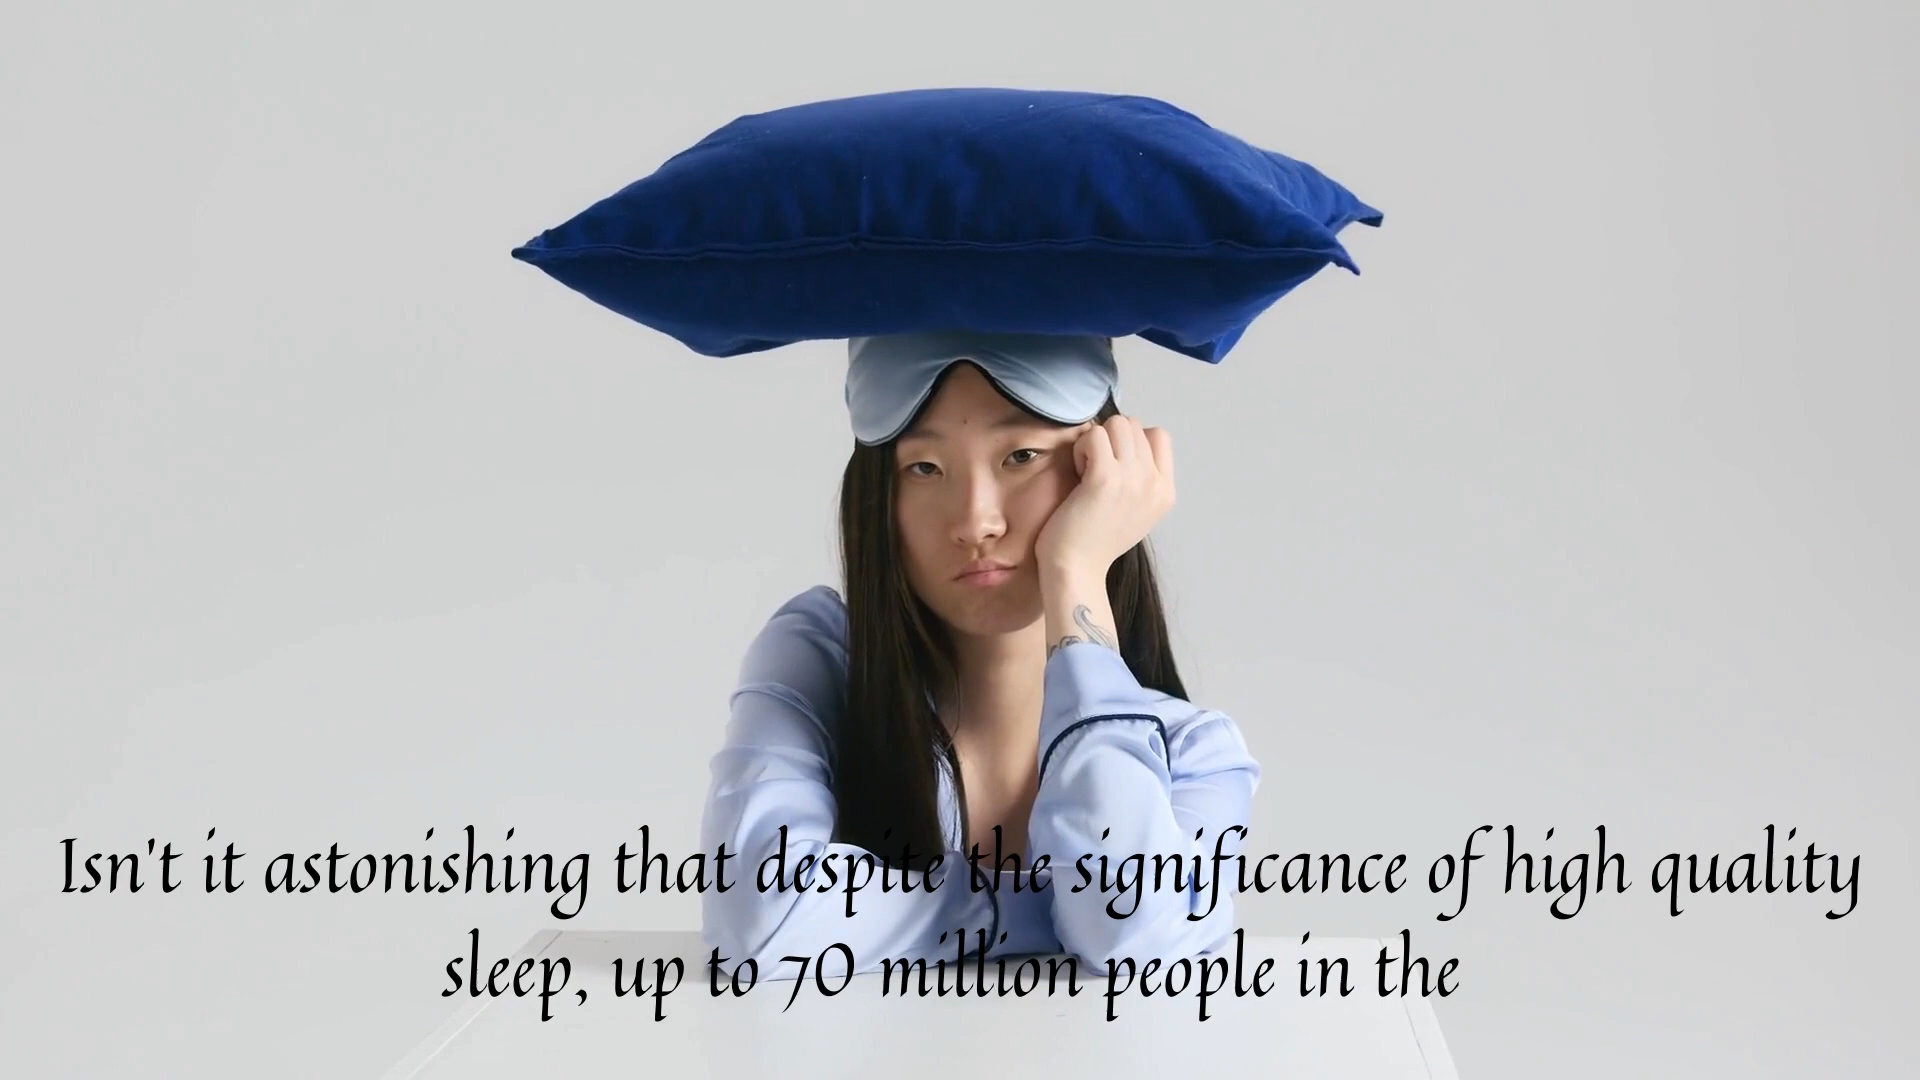 Isn't it astonishing that despite the significance of high quality
sleep, up to 70 million people in the